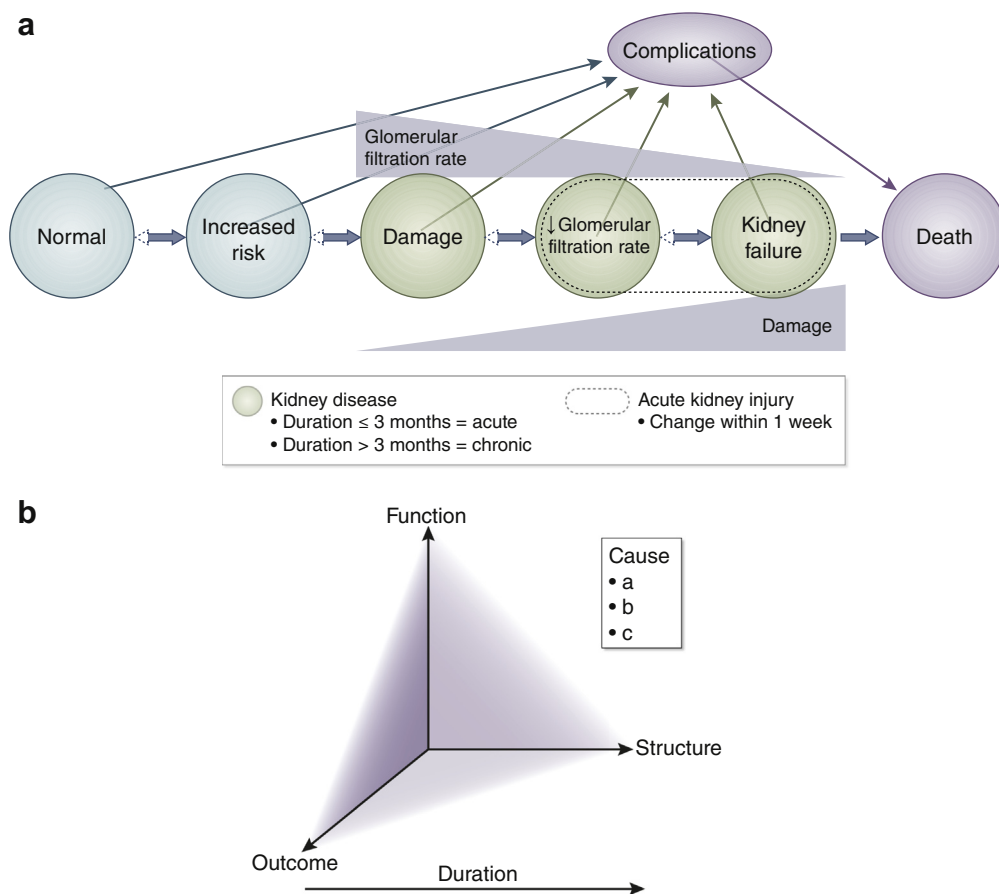 a
Complications
Glomerular
filtration rate
Normal
Increased
risk
Damage
↓ Glomerular
filtration rate
Kidney
failure
Death
Damage
Kidney disease
• Duration ≤ 3 months = acute
• Duration > 3 months = chronic
Acute kidney injury
• Change within 1 week
b
Function
Cause
• a
• b
• c
Structure
Outcome
Duration